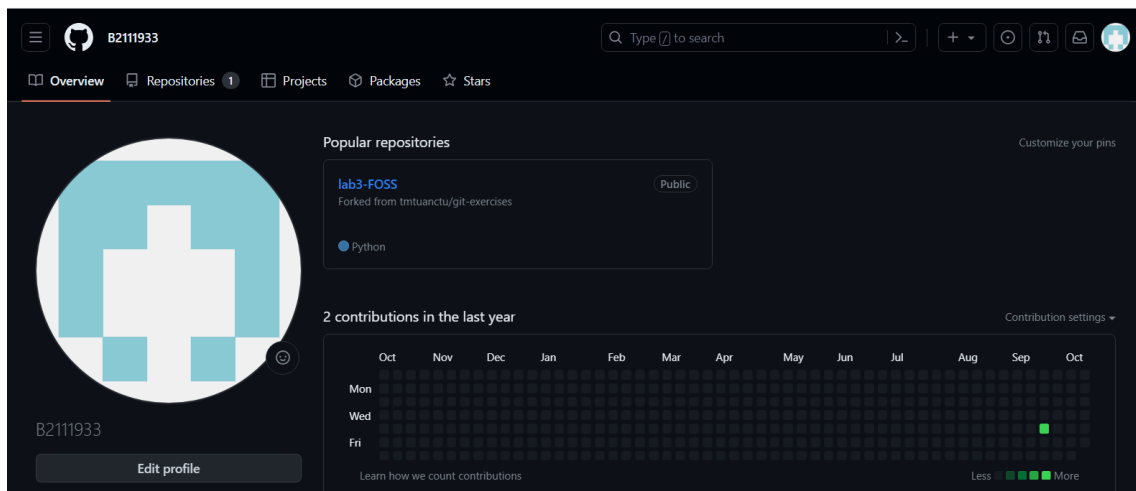 B2111933
Type / to search
Overview Repositories 1 Projects Packages Stars
Popular repositories Customize your pins
lab3-FOSS Public
Forked from tmtuanctu/git-exercises
Python
2 contributions in the last year Contribution settings
Oct Nov Dec Jan Feb Mar Apr May Jun Jul Aug Sep Oct
Mon
Wed
Fri
B2111933
Edit profile
Learn how we count contributions Less More